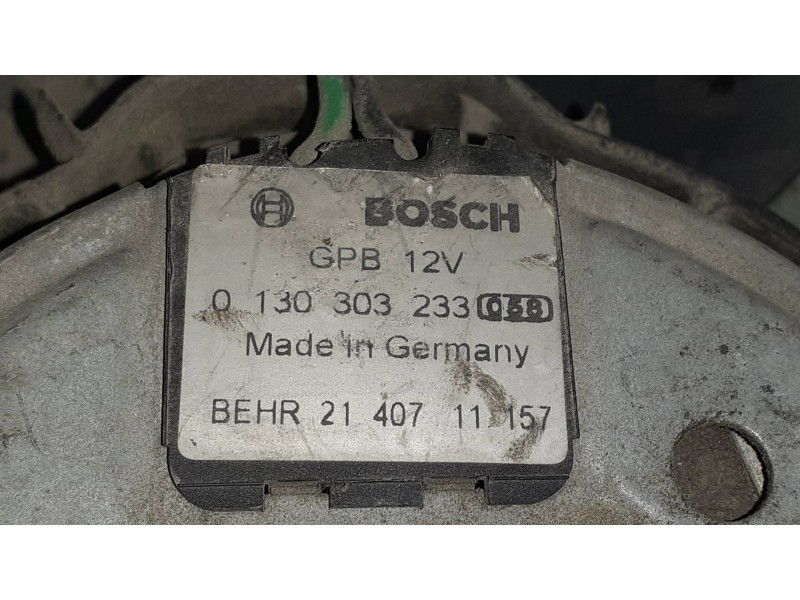 BOSCH
GPB 12V
0 130 303 233 038
Made in Germany
BEHR 21 407 11 157